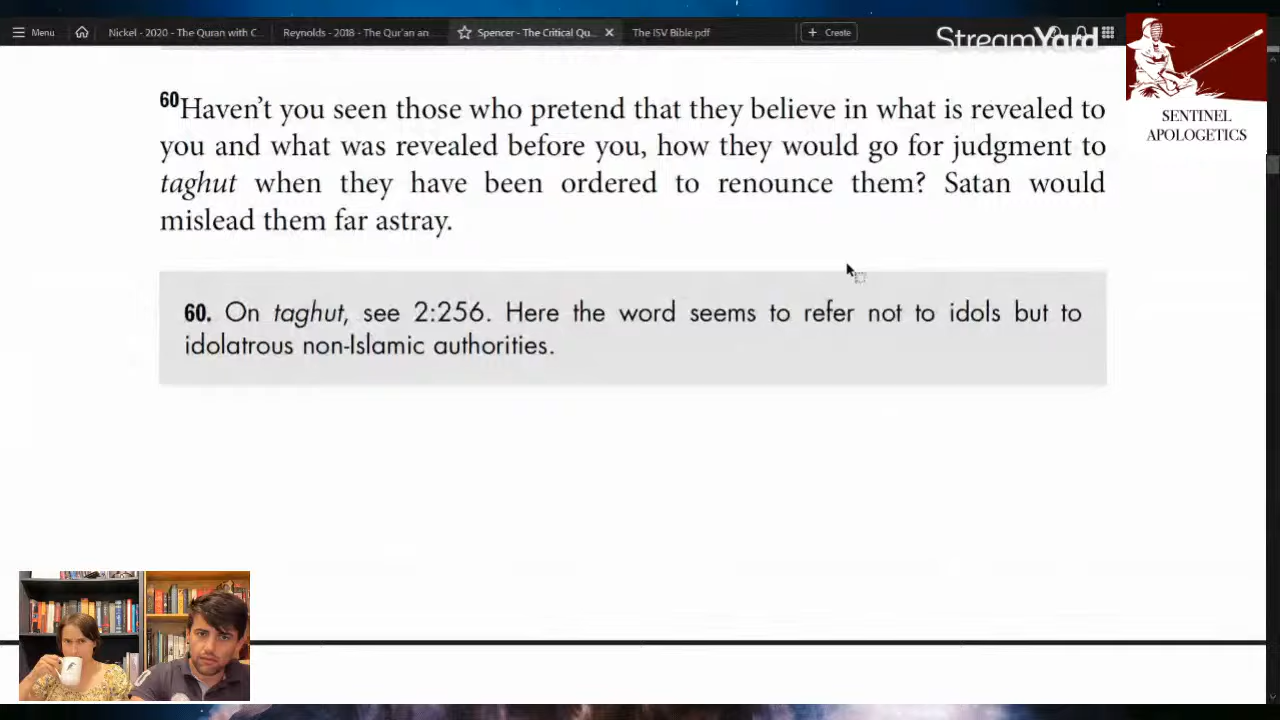 Menu
Nickel - 2020 - The Quran with C
Reynolds - 2018 - The Qur'an an
Spencer - The Critical Qu...
The ISV Bible pdf
+ Create
StreamYard
SENTINEL
APOLOGETICS
60Haven't you seen those who pretend that they believe in what is revealed to
you and what was revealed before you, how they would go for judgment to
taghut when they have been ordered to renounce them? Satan would
mislead them far astray.
60. On taghut, see 2:256. Here the word seems to refer not to idols but to
idolatrous non-Islamic authorities.